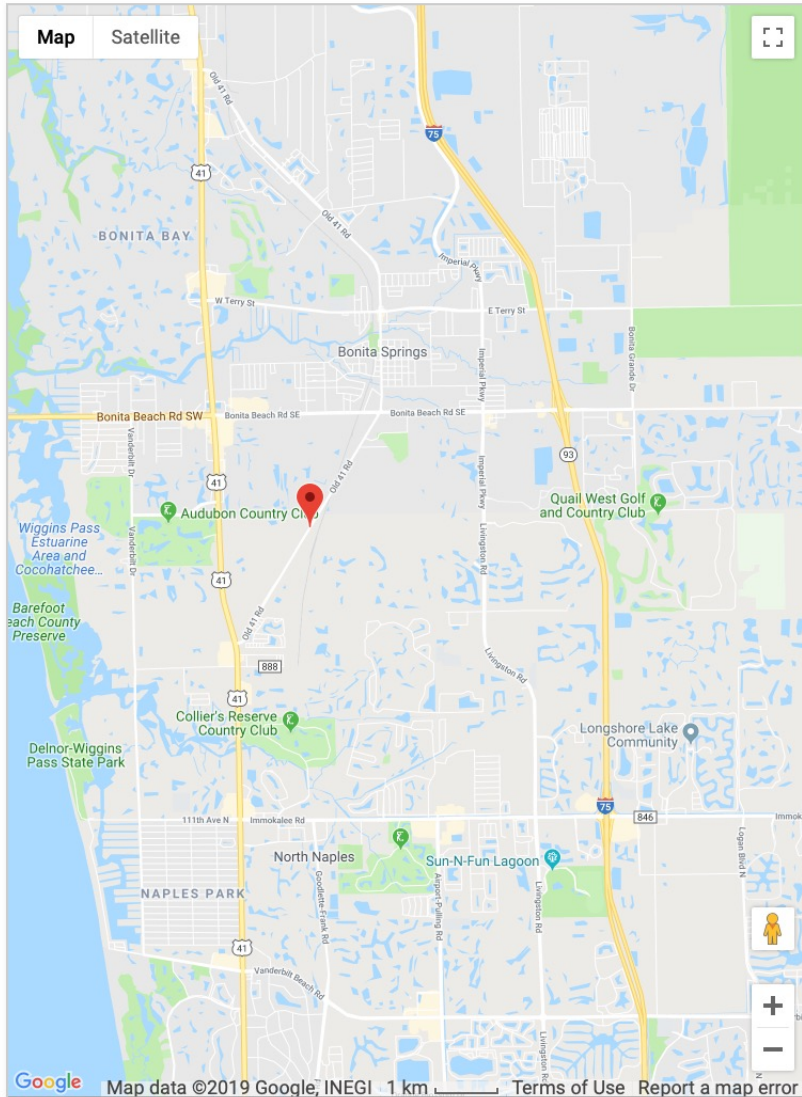 Map Satellite
Old 41 Rd
75
41
Old 41 Rd
BONITA BAY
Imperial Pkwy
W Terry St
E Terry St
Bonita Springs
Bonita Grande Dr
Imperial Pkwy
Bonita Beach Rd SW
Bonita Beach Rd SE
Bonita Beach Rd SE
Vanderbilt Dr
93
Old 41 Rd
Imperial Pkwy
41
Audubon Country Club
Quail West Golf
and Country Club
Wiggins Pass
Estuarine
Area and
Cocohatchee...
Vanderbilt Dr
Livingston Rd
41
Barefoot
each County
Preserve
Old 41 Rd
888
Livingston Rd
41
Collier's Reserve
Country Club
Longshore Lake
Community
Delnor-Wiggins
Pass State Park
75
111th Ave N
Immokalee Rd
846
Immok
North Naples
Sun-N-Fun Lagoon
Logan Blvd N
NAPLES PARK
Goodlette-Frank Rd
Airport-Pulling Rd
Livingston Rd
41
Vanderbilt Beach Rd
Livingston Rd
Google Map data ©2019 Google, INEGI 1 km Terms of Use Report a map error